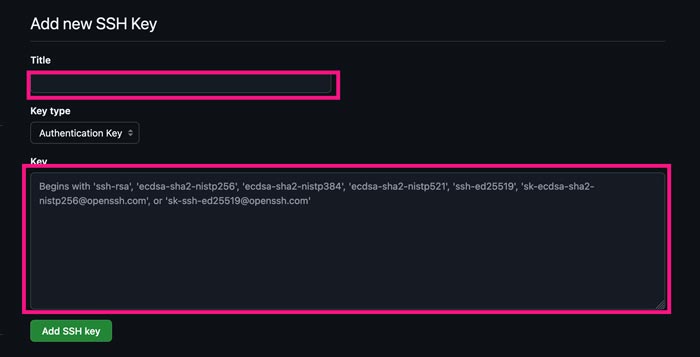 Add new SSH Key
Title
Key type
Authentication Key
Key
Begins with 'ssh-rsa', 'ecdsa-sha2-nistp256', 'ecdsa-sha2-nistp384', 'ecdsa-sha2-nistp521', 'ssh-ed25519', 'sk-ecdsa-sha2-
nistp256@openssh.com', or 'sk-ssh-ed25519@openssh.com'
Add SSH key